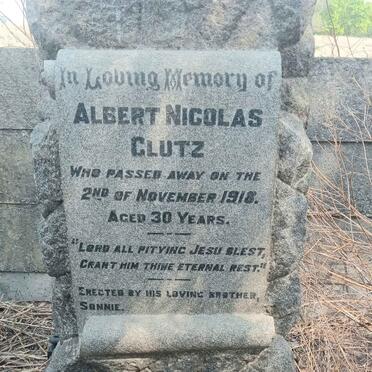 In Loving Memory of
ALBERT NICOLAS
CLUTZ
WHO PASSED AWAY ON THE
2ND OF NOVEMBER 1918.
AGED 30 YEARS.
"LORD ALL PITYING JESU BLEST,
GRANT HIM THINE ETERNAL REST."
ERECTED BY HIS LOVING BROTHER,
SONNIE.